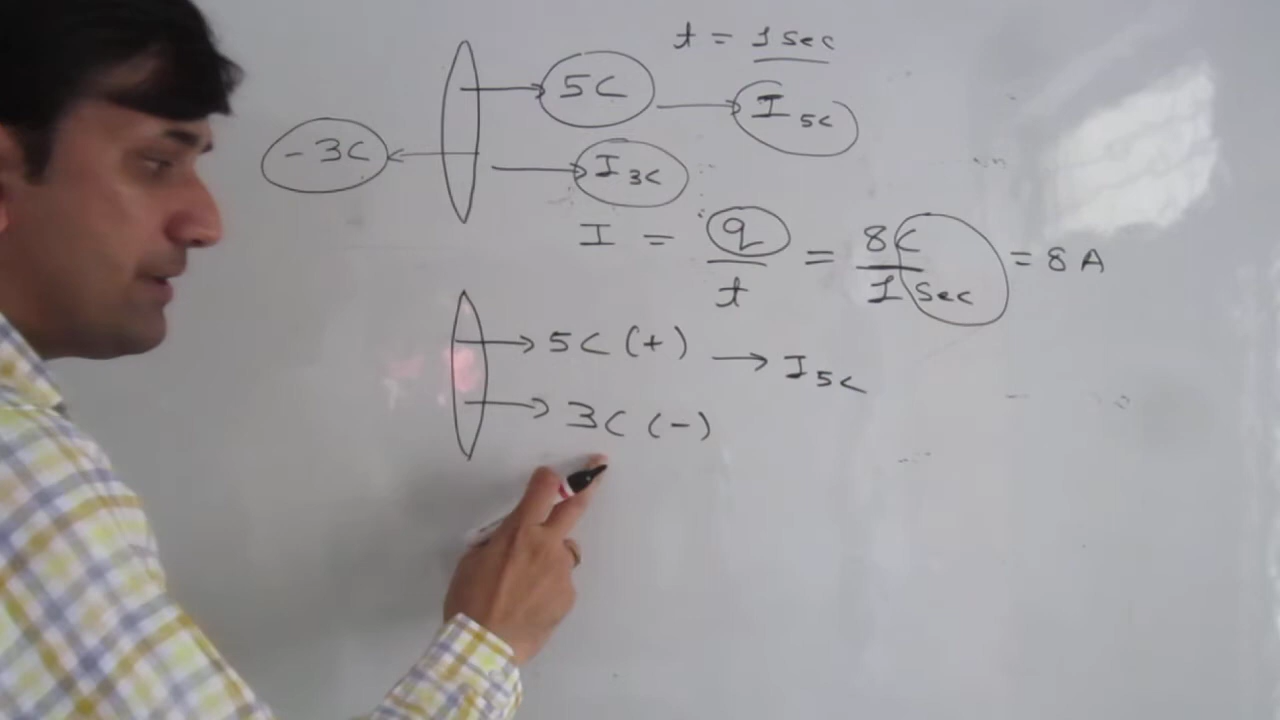 t = 1 sec
5C
I 5C
-3C
I 3C
I = q/t = 8C/1 sec = 8A
5C (+) → I 5C
3C (-)